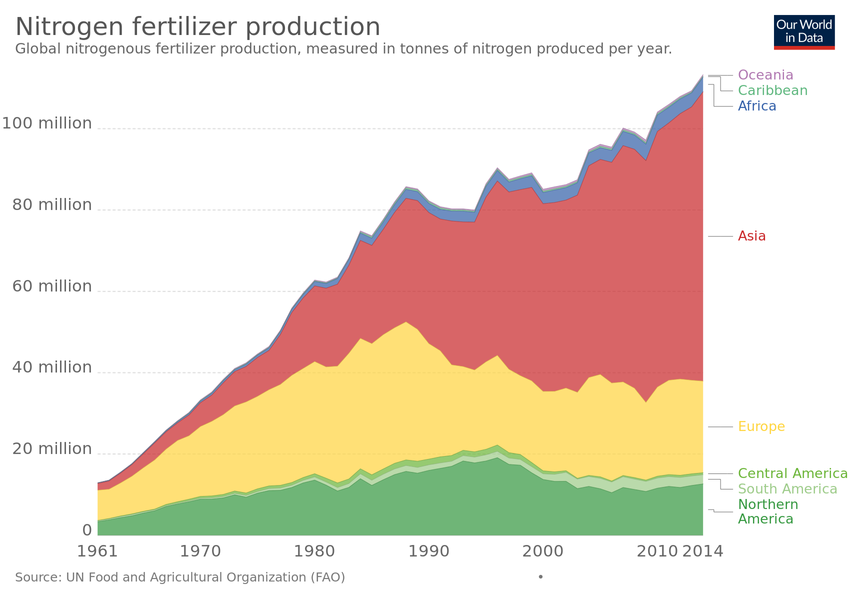 Nitrogen fertilizer production
Global nitrogenous fertilizer production, measured in tonnes of nitrogen produced per year.
Our World
in Data
Oceania
Caribbean
Africa
100 million
80 million
Asia
60 million
40 million
Europe
20 million
Central America
South America
Northern
America
0
1961 1970 1980 1990 2000 2010 2014
Source: UN Food and Agricultural Organization (FAO)
•